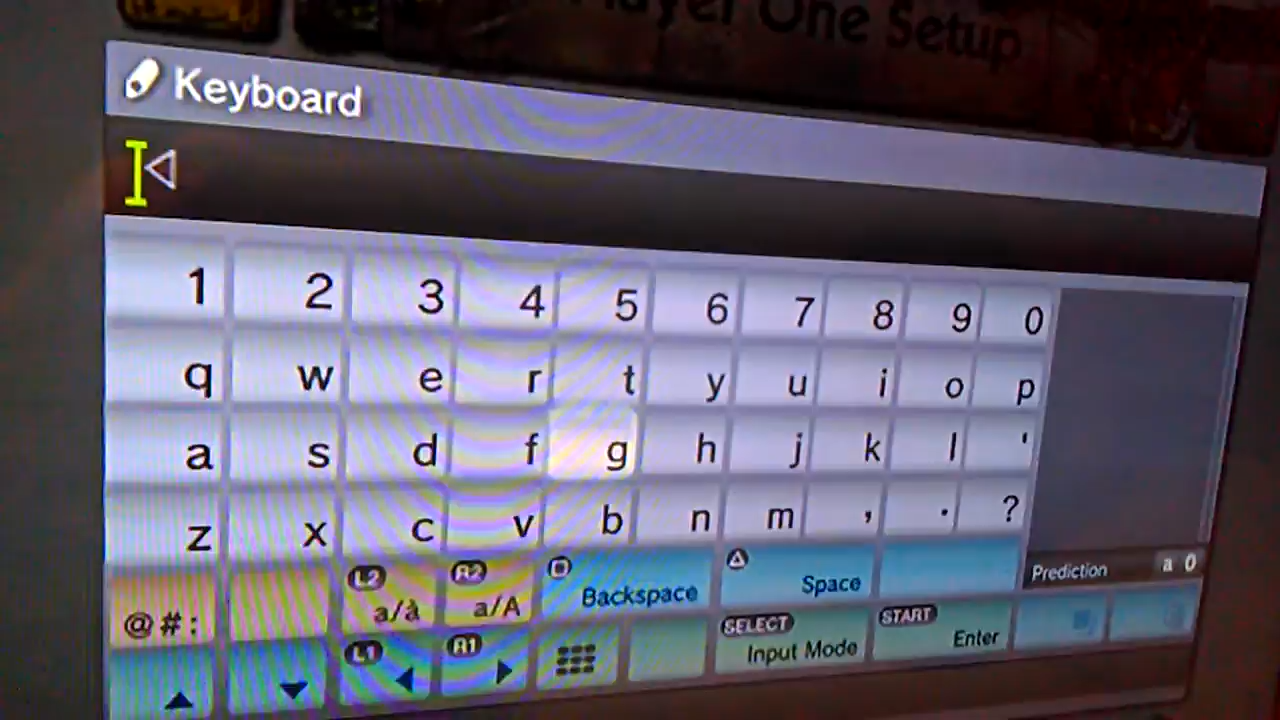 Player One Setup
Keyboard
1 2 3 4 5 6 7 8 9 0
q w e r t y u i o p
a s d f g h j k l '
z x c v b n m , . ?
@#: L2 a/à R2 a/A Backspace Space Prediction a 0
L1 R1 SELECT Input Mode START Enter